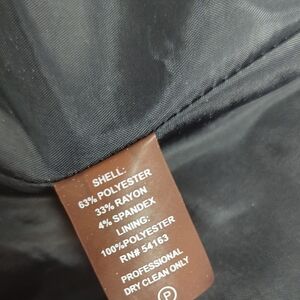 SHELL:
63% POLYESTER
33% RAYON
4% SPANDEX
LINING:
100%POLYESTER
RN# 54163
PROFESSIONAL
DRY CLEAN ONLY
P